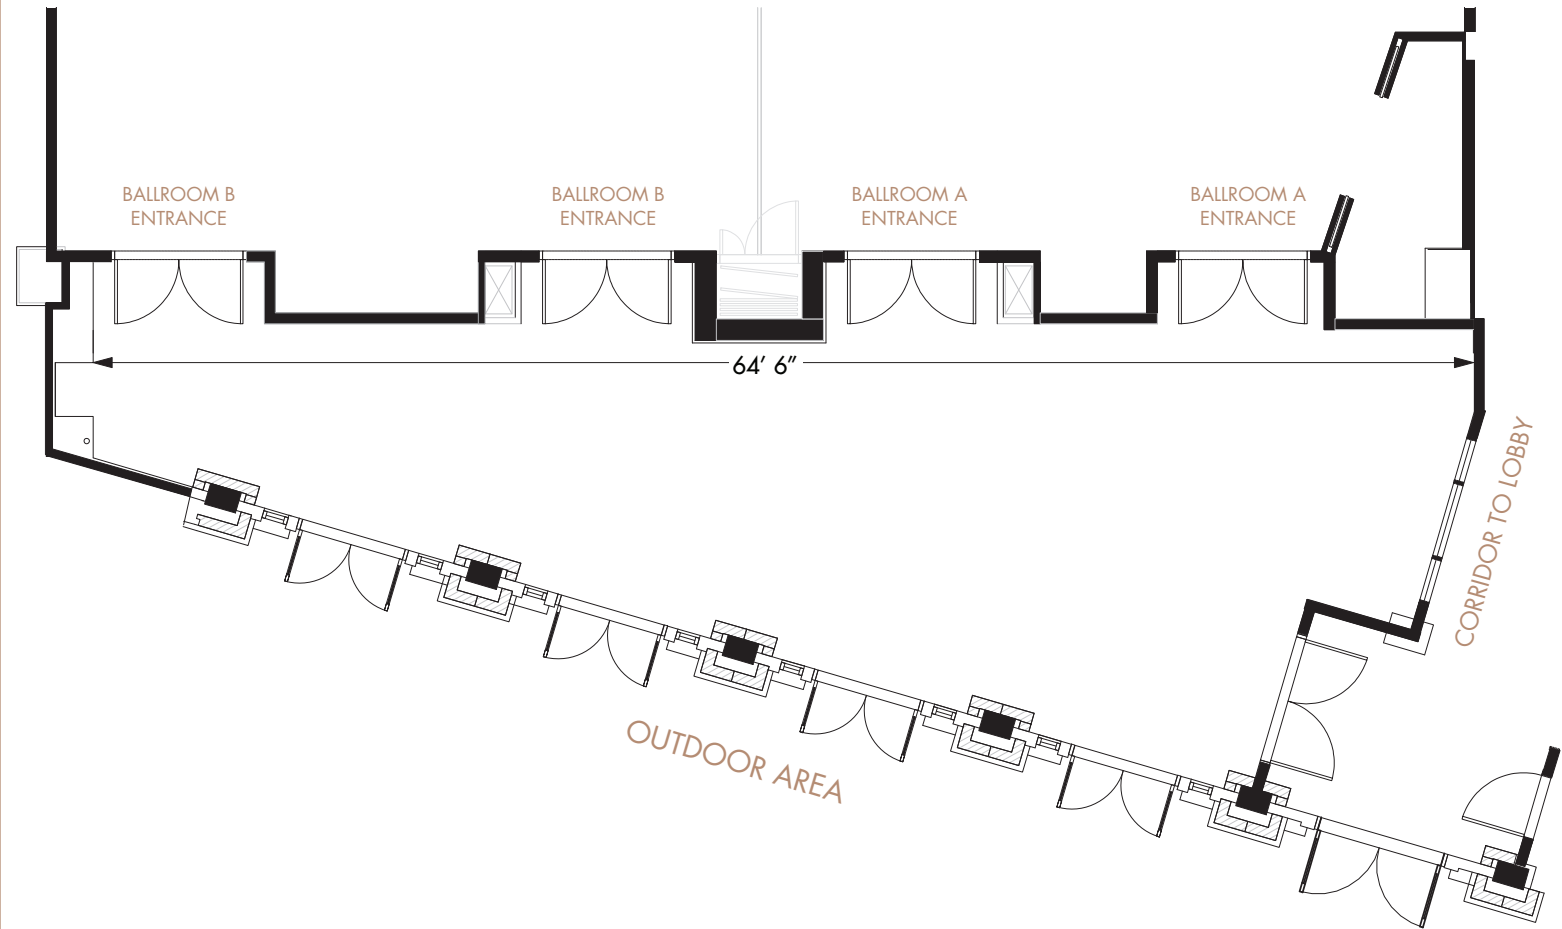 BALLROOM B
ENTRANCE
BALLROOM B
ENTRANCE
BALLROOM A
ENTRANCE
BALLROOM A
ENTRANCE
64’ 6”
CORRIDOR TO LOBBY
OUTDOOR AREA